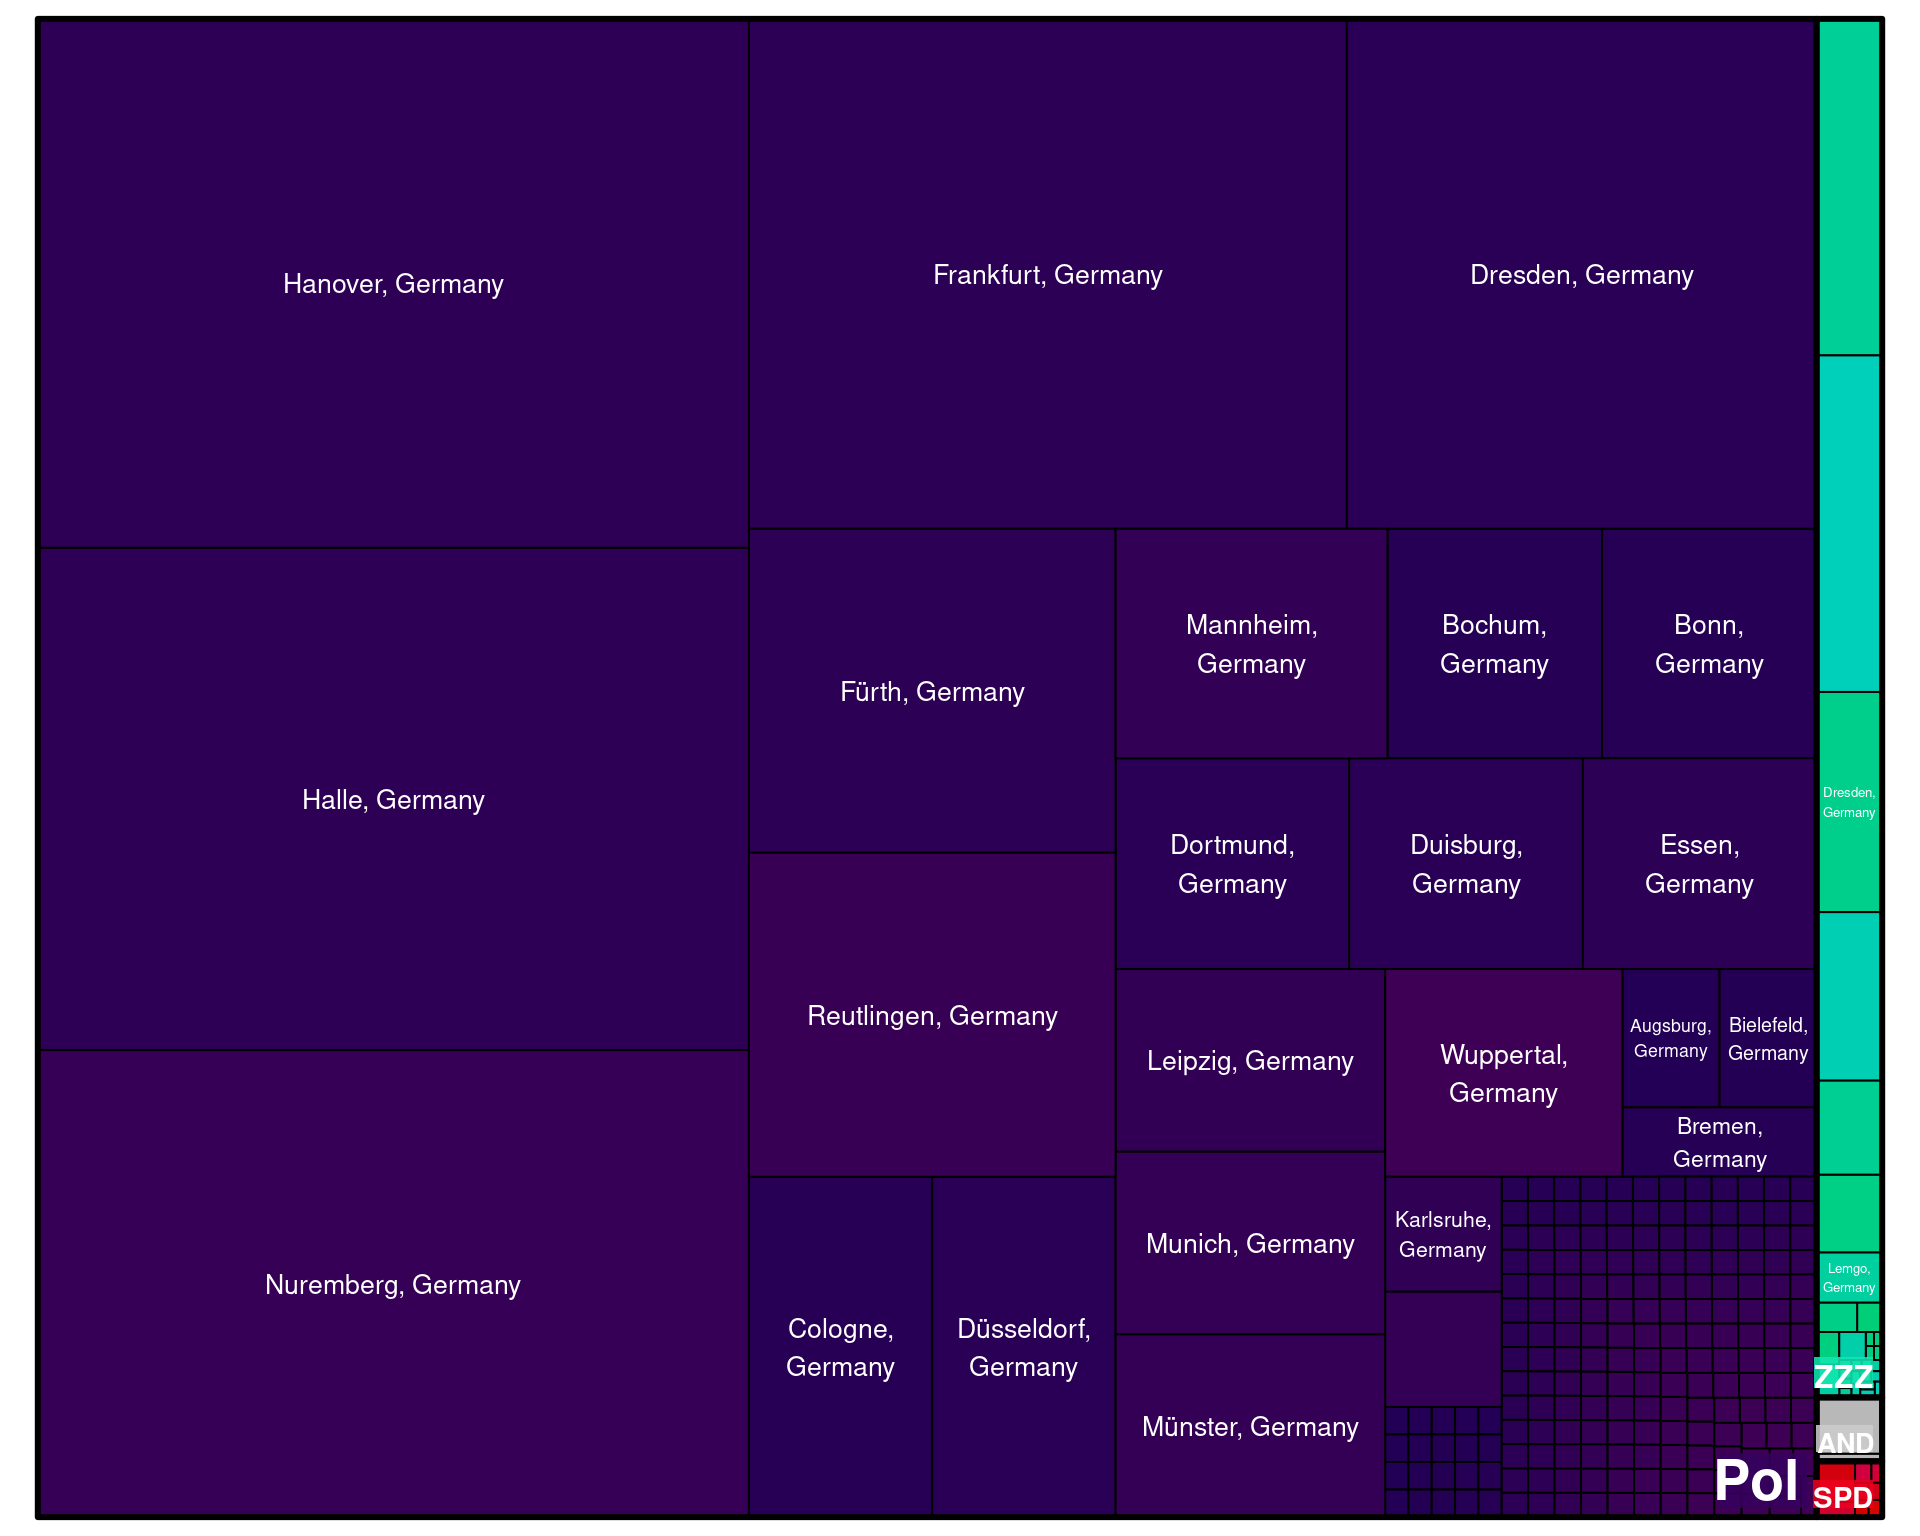 Hanover, Germany
Frankfurt, Germany
Dresden, Germany
Halle, Germany
Nuremberg, Germany
Fürth, Germany
Reutlingen, Germany
Cologne,
Germany
Düsseldorf,
Germany
Mannheim,
Germany
Bochum,
Germany
Bonn,
Germany
Dortmund,
Germany
Duisburg,
Germany
Essen,
Germany
Leipzig, Germany
Munich, Germany
Münster, Germany
Wuppertal,
Germany
Augsburg,
Germany
Bielefeld,
Germany
Bremen,
Germany
Karlsruhe,
Germany
Pol
Dresden,
Germany
Lemgo,
Germany
ZZZ
AND
SPD